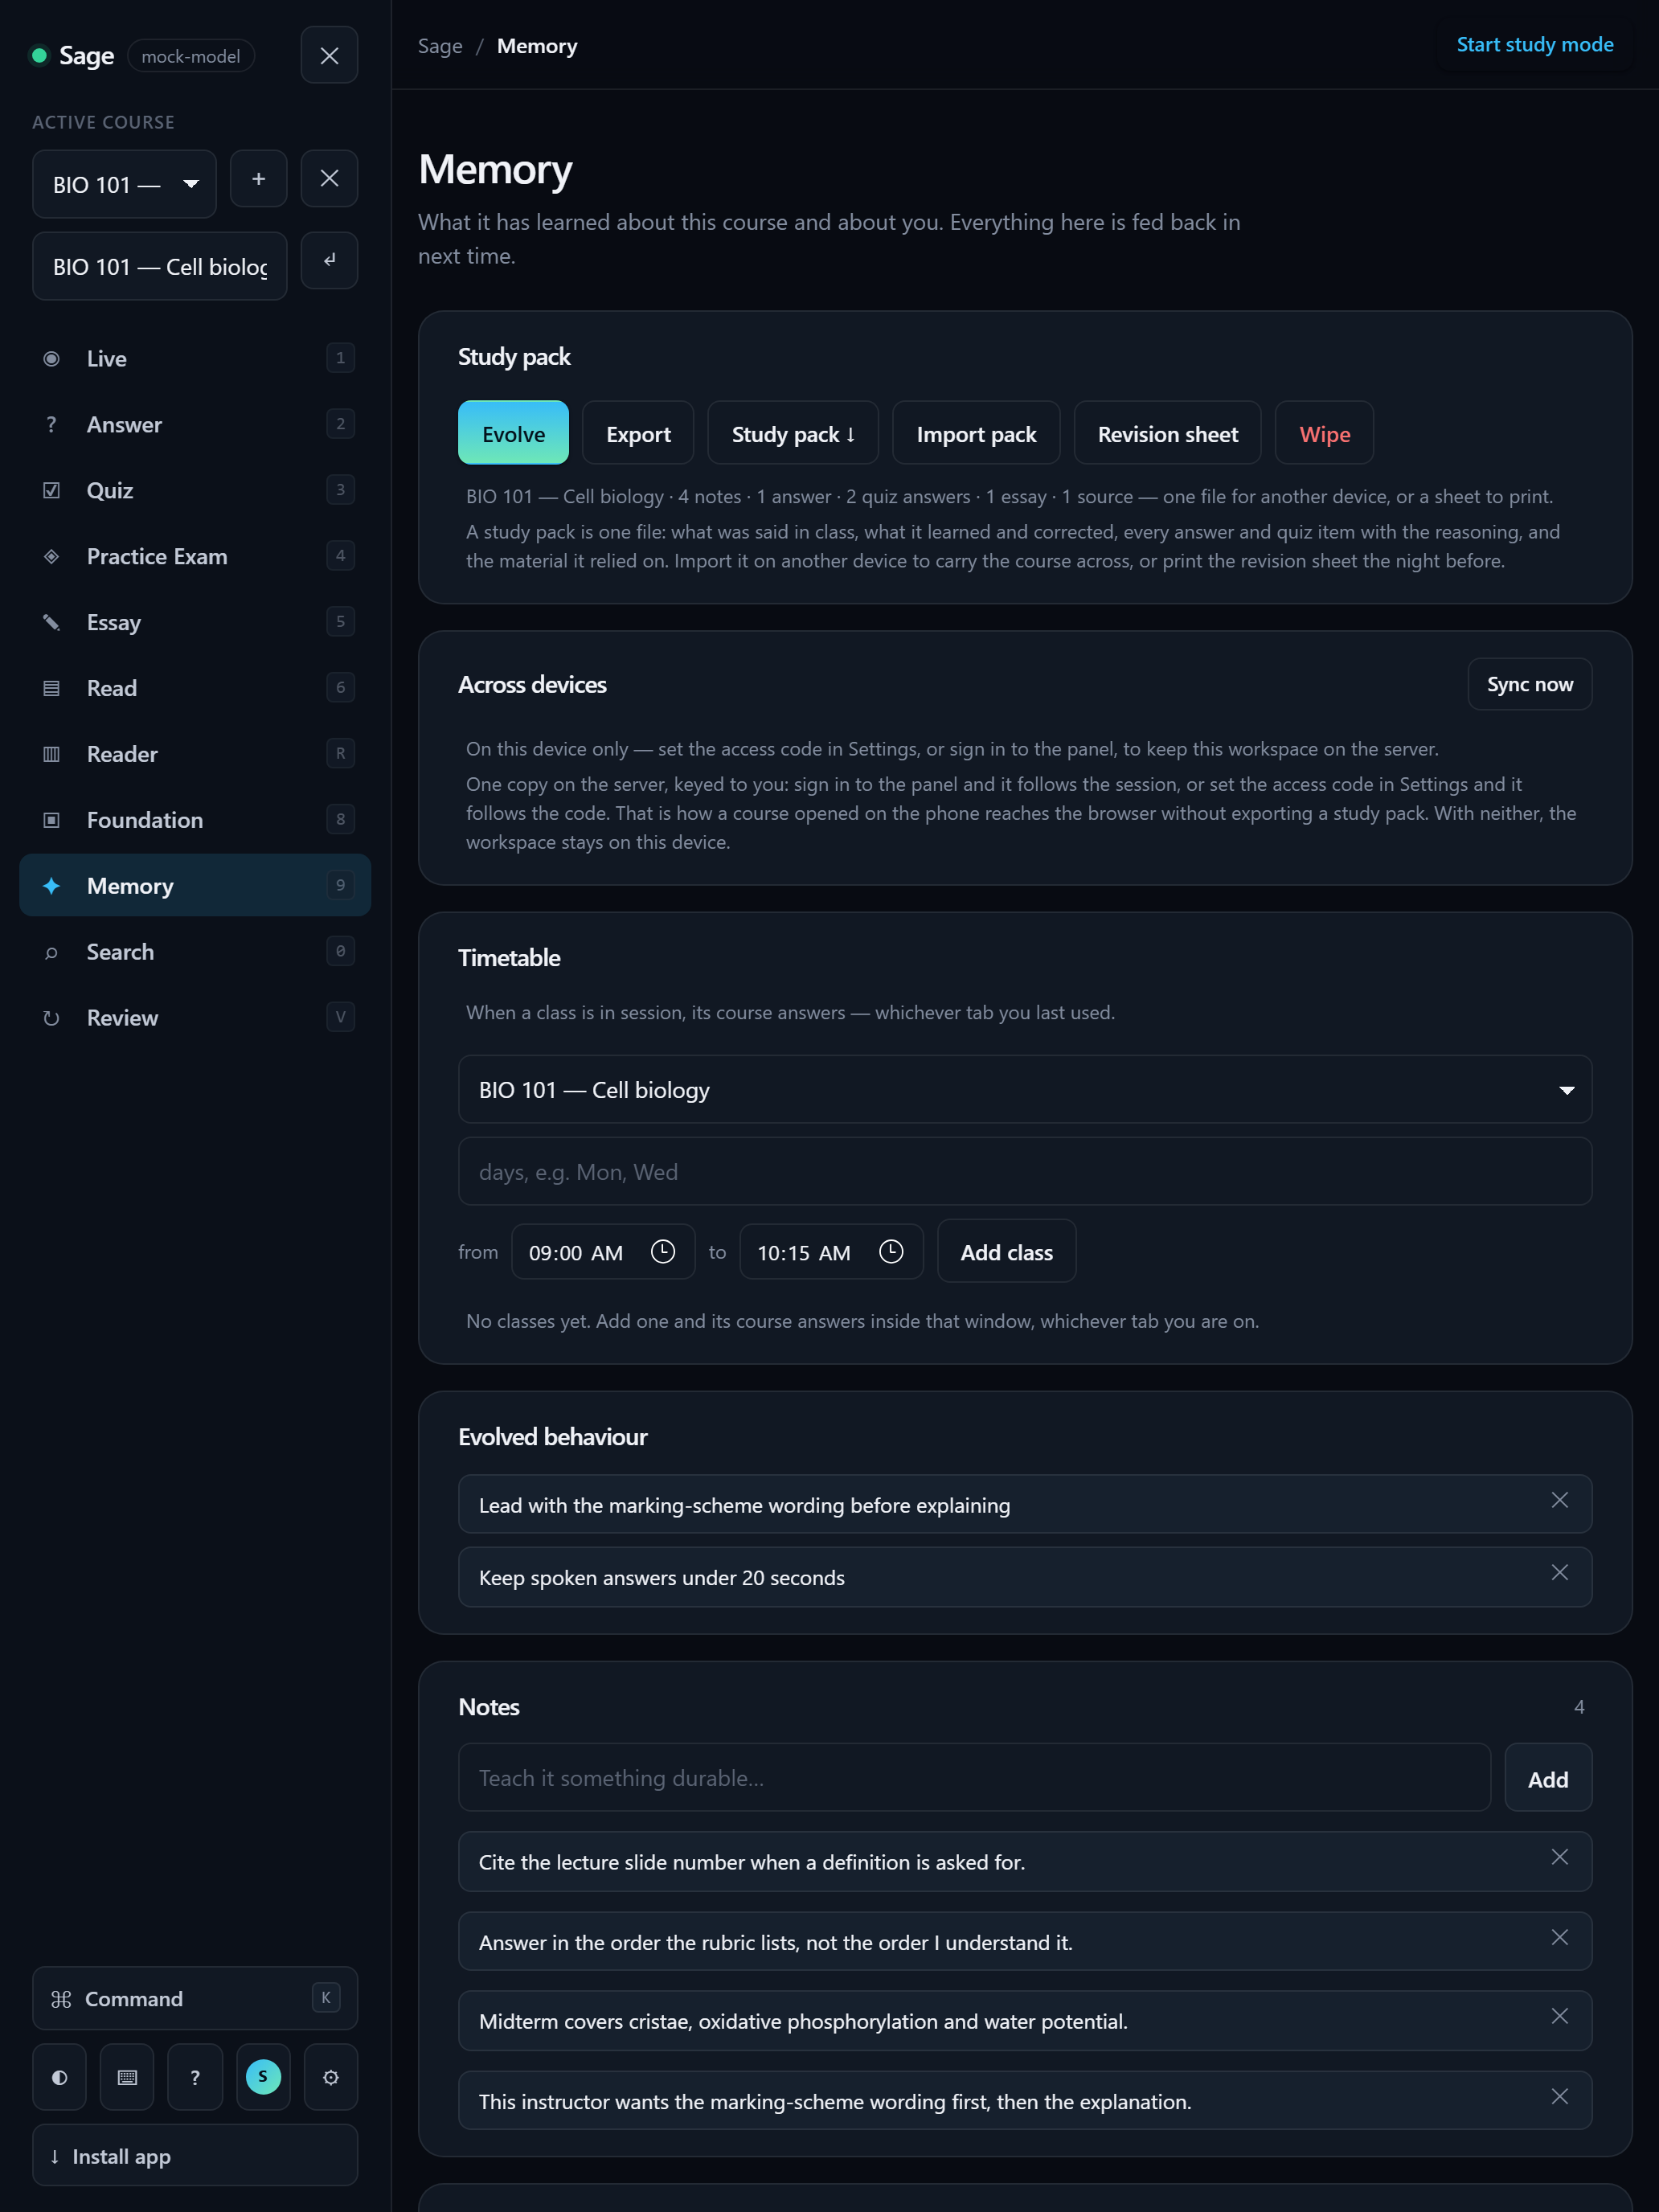 Sage mock-model
ACTIVE COURSE
BIO 101 — +
BIO 101 — Cell biolog
Live 1
? Answer 2
Quiz 3
Practice Exam 4
Essay 5
Read 6
Reader R
Foundation 8
Memory 9
Search 0
Review V
⌘ Command K
? S
↓ Install app
Sage / Memory
Start study mode
Memory
What it has learned about this course and about you. Everything here is fed back in
next time.
Study pack
Evolve Export Study pack ↓ Import pack Revision sheet Wipe
BIO 101 — Cell biology · 4 notes · 1 answer · 2 quiz answers · 1 essay · 1 source — one file for another device, or a sheet to print.
A study pack is one file: what was said in class, what it learned and corrected, every answer and quiz item with the reasoning, and
the material it relied on. Import it on another device to carry the course across, or print the revision sheet the night before.
Across devices
Sync now
On this device only — set the access code in Settings, or sign in to the panel, to keep this workspace on the server.
One copy on the server, keyed to you: sign in to the panel and it follows the session, or set the access code in Settings and it
follows the code. That is how a course opened on the phone reaches the browser without exporting a study pack. With neither, the
workspace stays on this device.
Timetable
When a class is in session, its course answers — whichever tab you last used.
BIO 101 — Cell biology
days, e.g. Mon, Wed
from 09:00 AM to 10:15 AM Add class
No classes yet. Add one and its course answers inside that window, whichever tab you are on.
Evolved behaviour
Lead with the marking-scheme wording before explaining
Keep spoken answers under 20 seconds
Notes 4
Teach it something durable... Add
Cite the lecture slide number when a definition is asked for.
Answer in the order the rubric lists, not the order I understand it.
Midterm covers cristae, oxidative phosphorylation and water potential.
This instructor wants the marking-scheme wording first, then the explanation.